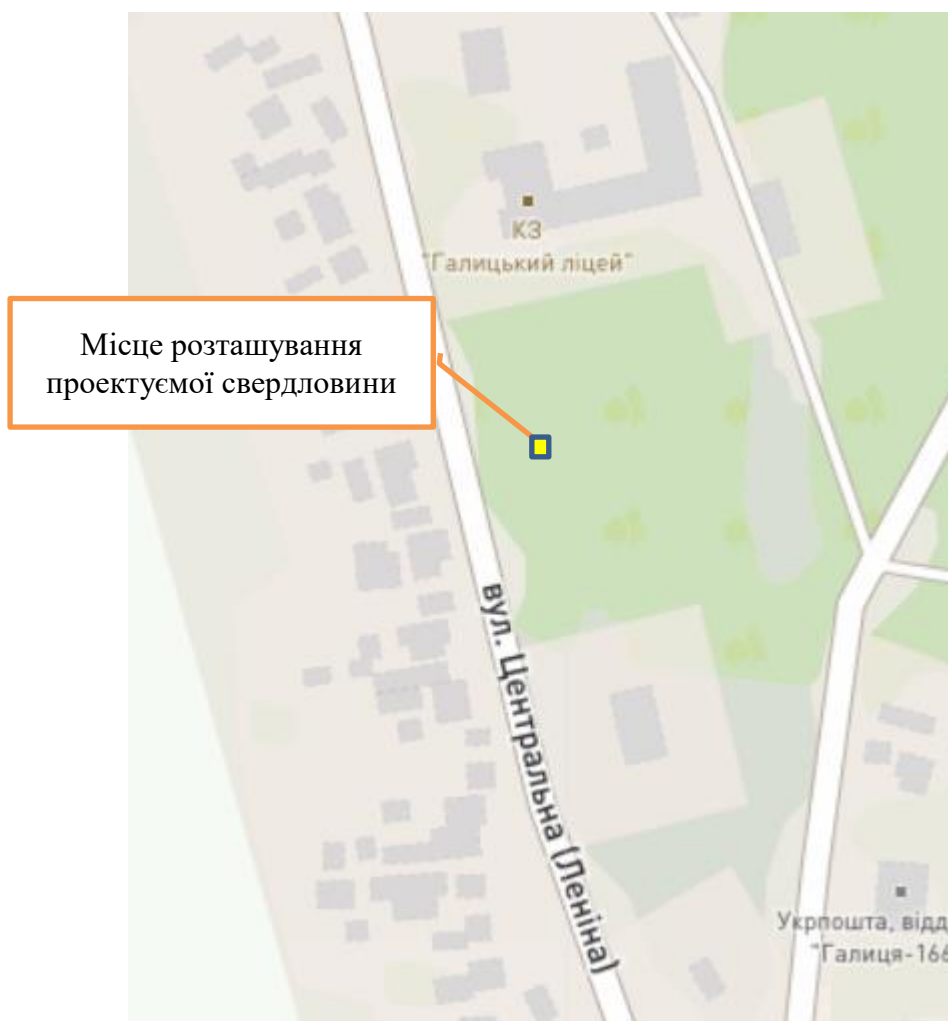 КЗ
"Галицький ліцей"
Місце розташування
проектуємої свердловини
вул. Центральна (Леніна)
Укрпошта, відд
"Галиця-166